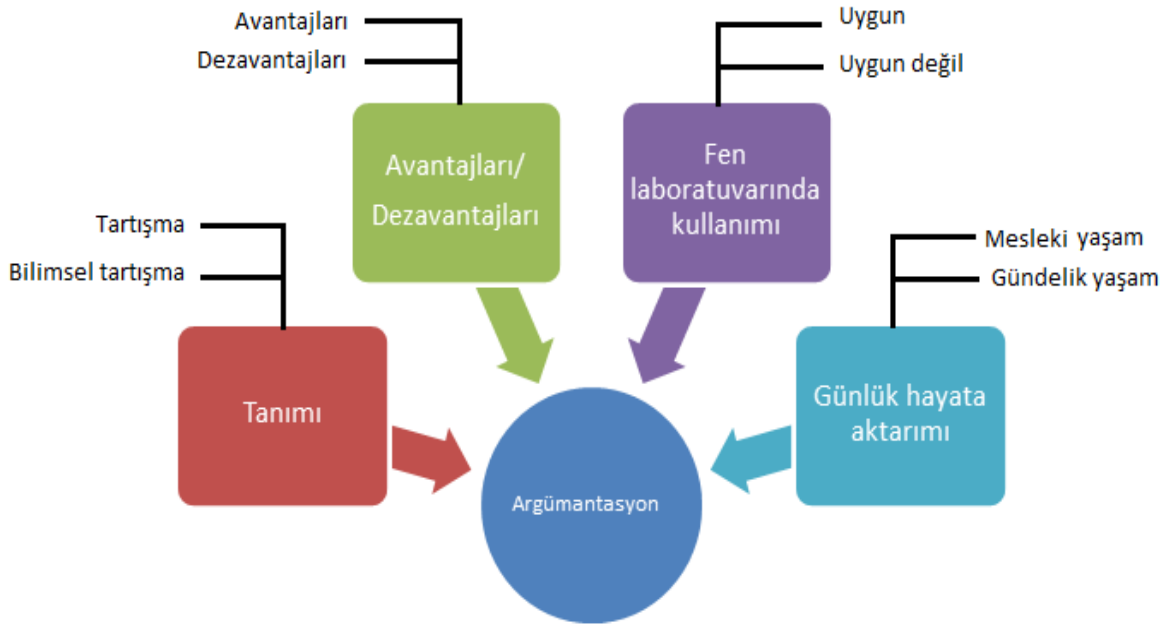 Avantajları
Dezavantajları
Uygun
Uygun değil
Avantajları/
Dezavantajları
Fen
laboratuvarında
kullanımı
Tartışma
Bilimsel tartışma
Mesleki yaşam
Gündelik yaşam
Tanımı
Günlük hayata
aktarımı
Argümantasyon